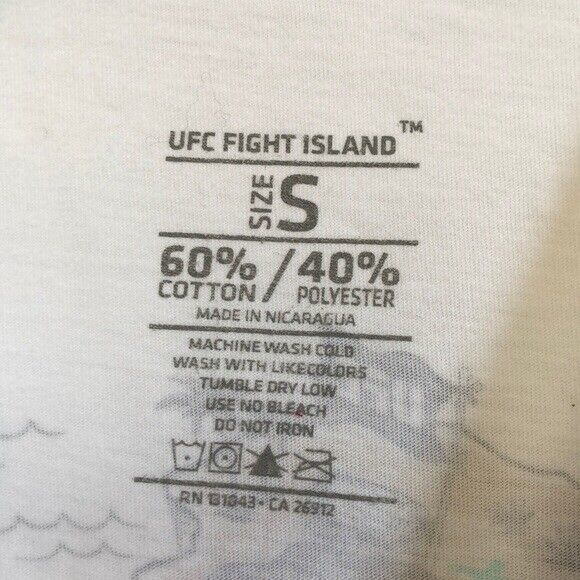 UFC FIGHT ISLAND™
SIZE S
60% / 40%
COTTON POLYESTER
MADE IN NICARAGUA
MACHINE WASH COLD
WASH WITH LIKECOLORS
TUMBLE DRY LOW
USE NO BLEACH
DO NOT IRON
RN 131043 · CA 26912